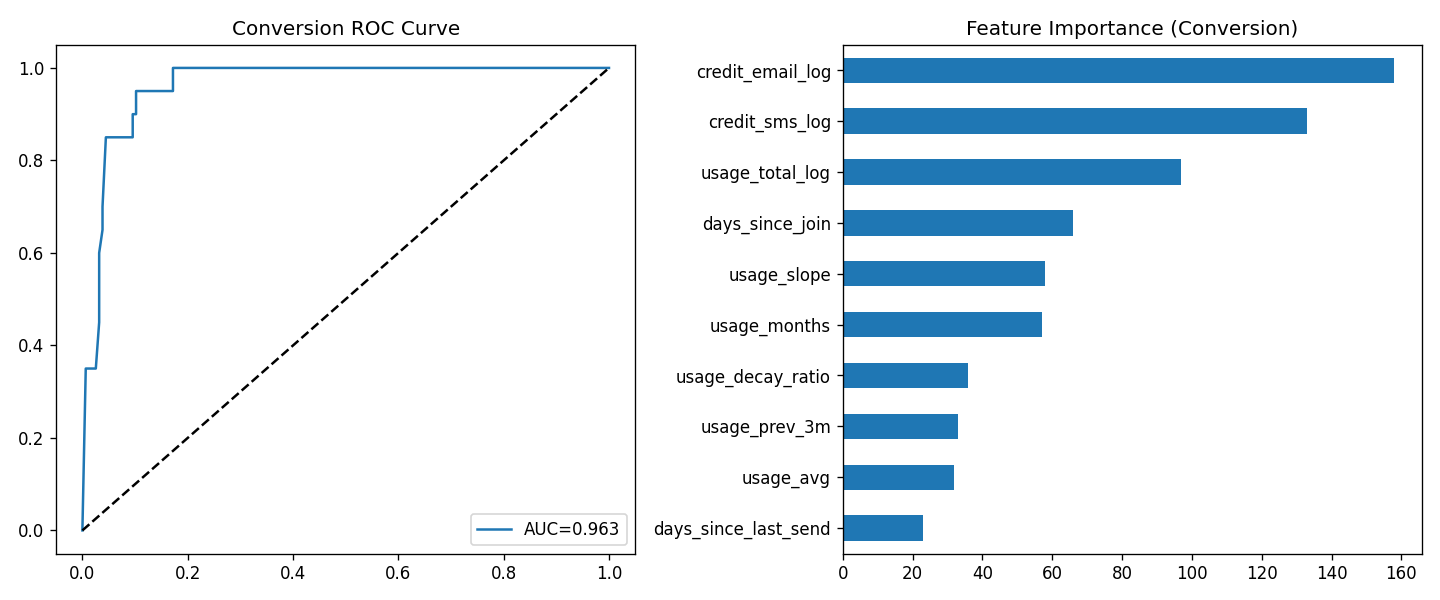 Conversion ROC Curve
1.0
0.8
0.6
0.4
0.2
0.0
0.0 0.2 0.4 0.6 0.8 1.0
AUC=0.963
Feature Importance (Conversion)
credit_email_log
credit_sms_log
usage_total_log
days_since_join
usage_slope
usage_months
usage_decay_ratio
usage_prev_3m
usage_avg
days_since_last_send
0 20 40 60 80 100 120 140 160